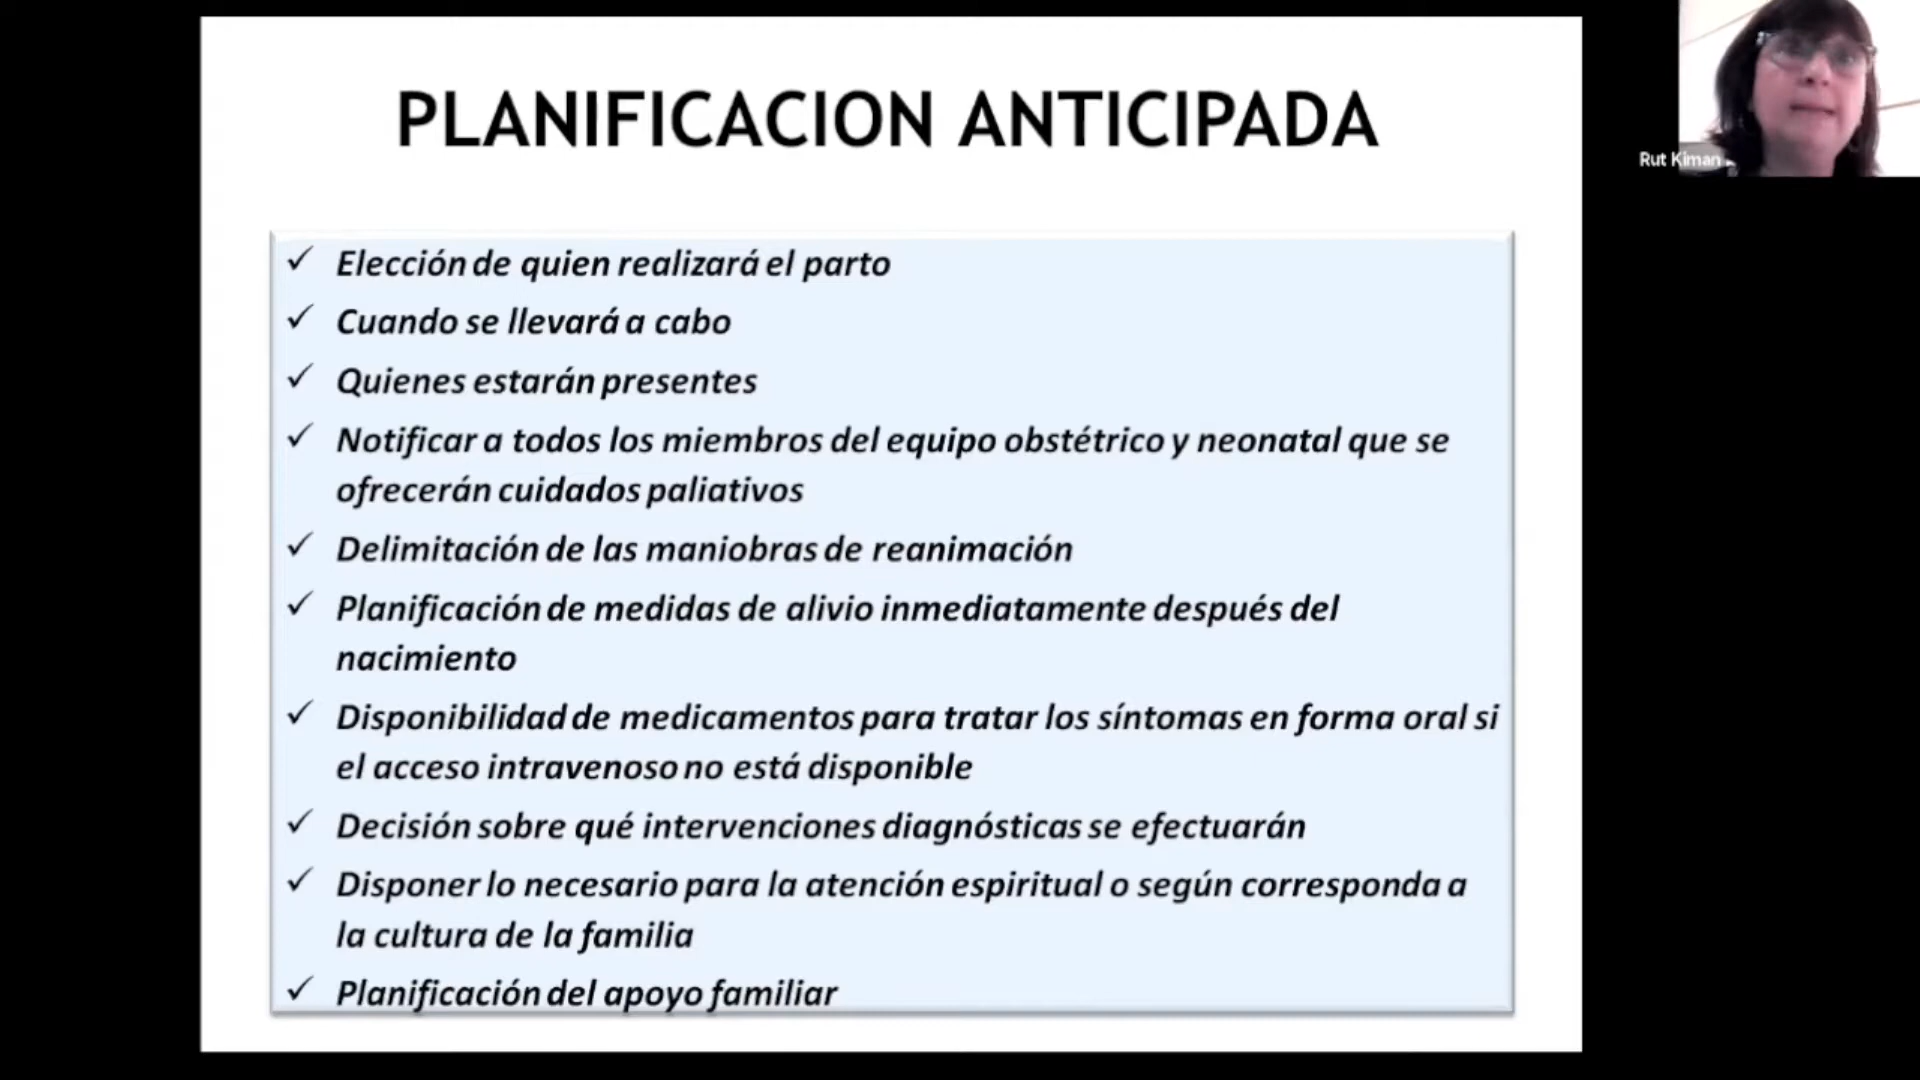 PLANIFICACION ANTICIPADA
Rut Kiman
✓ Elección de quien realizará el parto
✓ Cuando se llevará a cabo
✓ Quienes estarán presentes
✓ Notificar a todos los miembros del equipo obstétrico y neonatal que se
ofrecerán cuidados paliativos
✓ Delimitación de las maniobras de reanimación
✓ Planificación de medidas de alivio inmediatamente después del
nacimiento
✓ Disponibilidad de medicamentos para tratar los síntomas en forma oral si
el acceso intravenoso no está disponible
✓ Decisión sobre qué intervenciones diagnósticas se efectuarán
✓ Disponer lo necesario para la atención espiritual o según corresponda a
la cultura de la familia
✓ Planificación del apoyo familiar